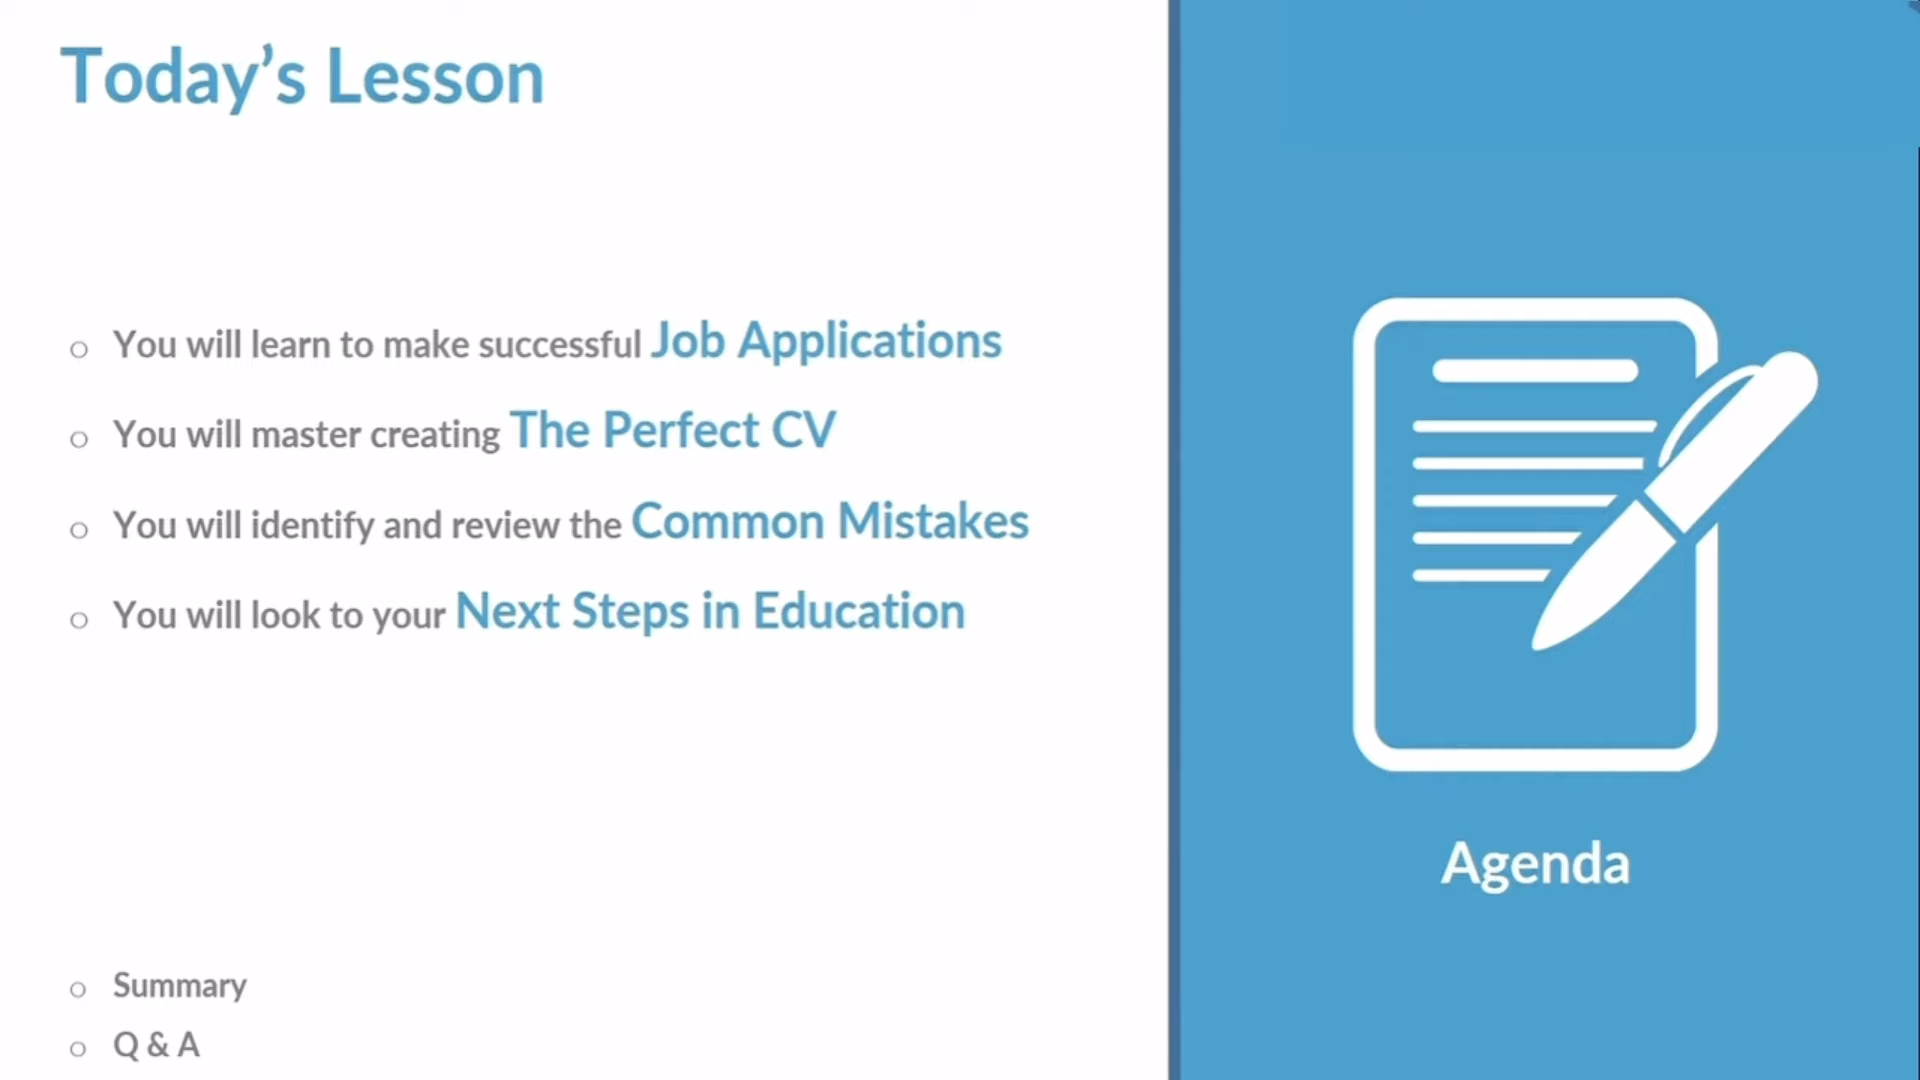 Today’s Lesson
You will learn to make successful Job Applications
You will master creating The Perfect CV
You will identify and review the Common Mistakes
You will look to your Next Steps in Education
Agenda
Summary
Q & A